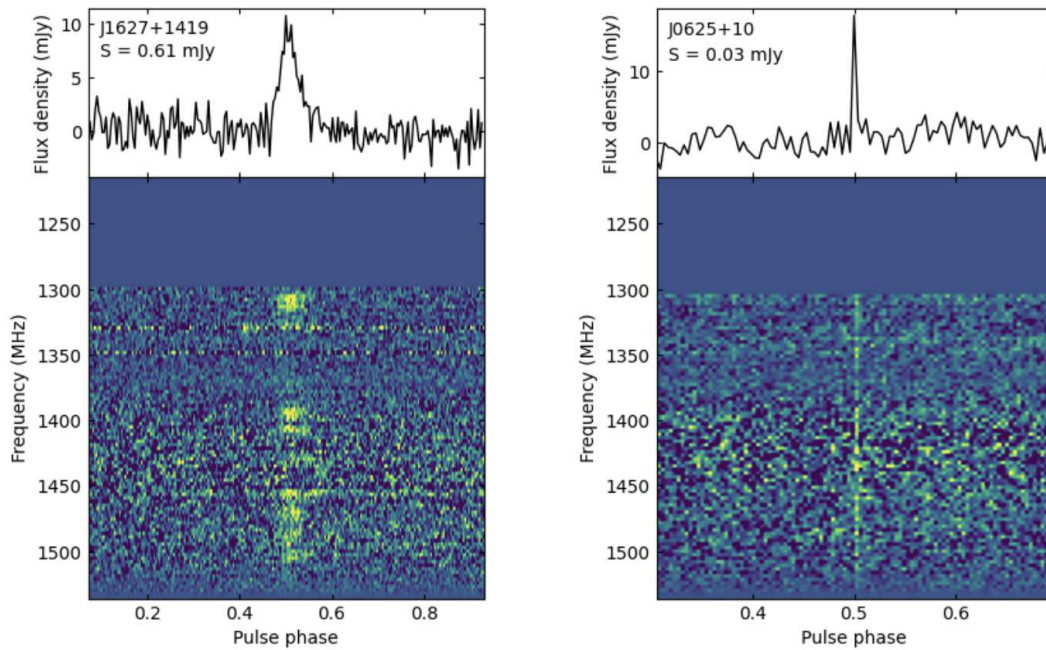 J1627+1419
S = 0.61 mJy
Flux density (mJy)
10
5
0
Frequency (MHz)
1250
1300
1350
1400
1450
1500
0.2 0.4 0.6 0.8
Pulse phase
J0625+10
S = 0.03 mJy
Flux density (mJy)
10
0
Frequency (MHz)
1250
1300
1350
1400
1450
1500
0.4 0.5 0.6
Pulse phase